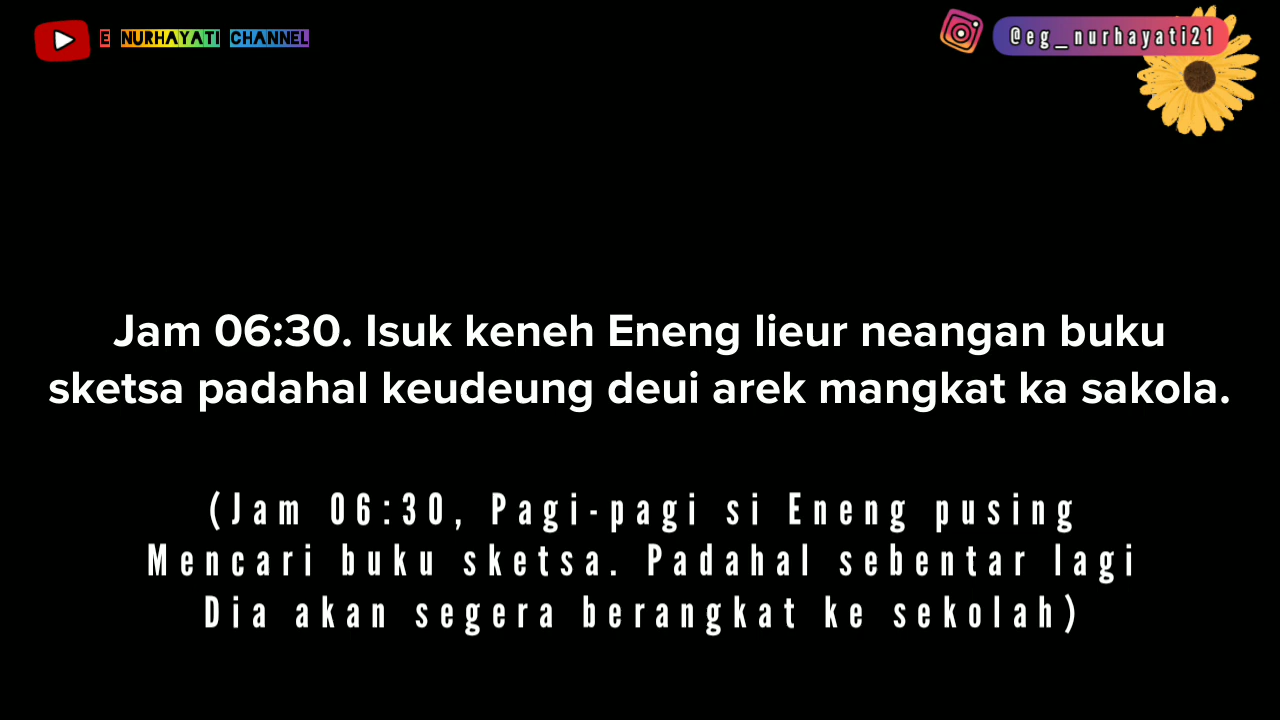 E NURHAYATI CHANNEL
@eg_nurhayati21
Jam 06:30. Isuk keneh Eneng lieur neangan buku
sketsa padahal keudeung deui arek mangkat ka sakola.
(Jam 06:30, Pagi-pagi si Eneng pusing
Mencari buku sketsa. Padahal sebentar lagi
Dia akan segera berangkat ke sekolah)